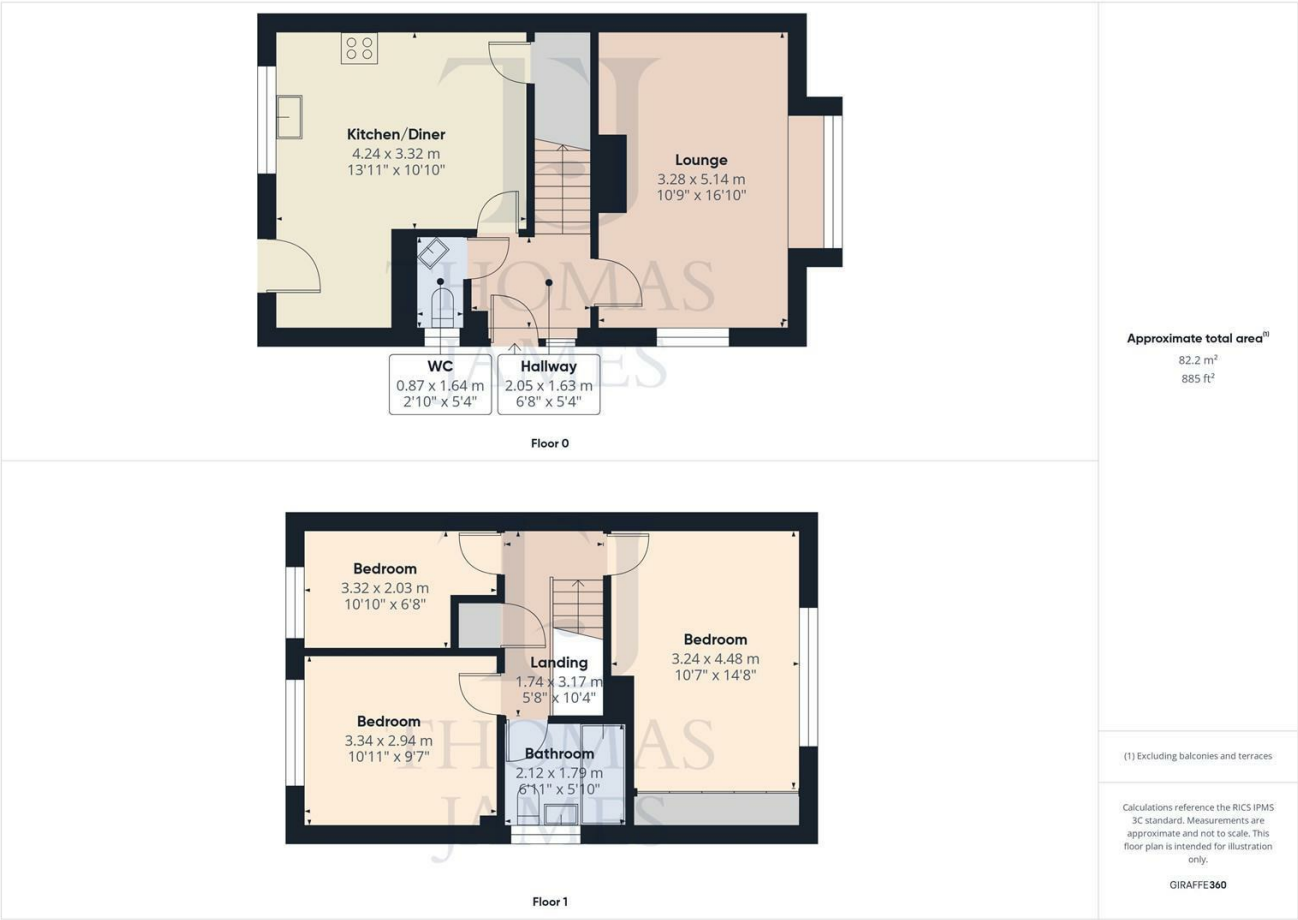 Kitchen/Diner
4.24 x 3.32 m
13'11" x 10'10"
Lounge
3.28 x 5.14 m
10'9" x 16'10"
WC
0.87 x 1.64 m
2'10" x 5'4"
Hallway
2.05 x 1.63 m
6'8" x 5'4"
TJ
THOMAS
JAMES
Floor 0
Bedroom
3.32 x 2.03 m
10'10" x 6'8"
Bedroom
3.24 x 4.48 m
10'7" x 14'8"
Landing
1.74 x 3.17 m
5'8" x 10'4"
Bedroom
3.34 x 2.94 m
10'11" x 9'7"
Bathroom
2.12 x 1.79 m
6'11" x 5'10"
TJ
THOMAS
JAMES
Floor 1
Approximate total area(1)
82.2 m²
885 ft²
(1) Excluding balconies and terraces
Calculations reference the RICS IPMS
3C standard. Measurements are
approximate and not to scale. This
floor plan is intended for illustration
only.
GIRAFFE360